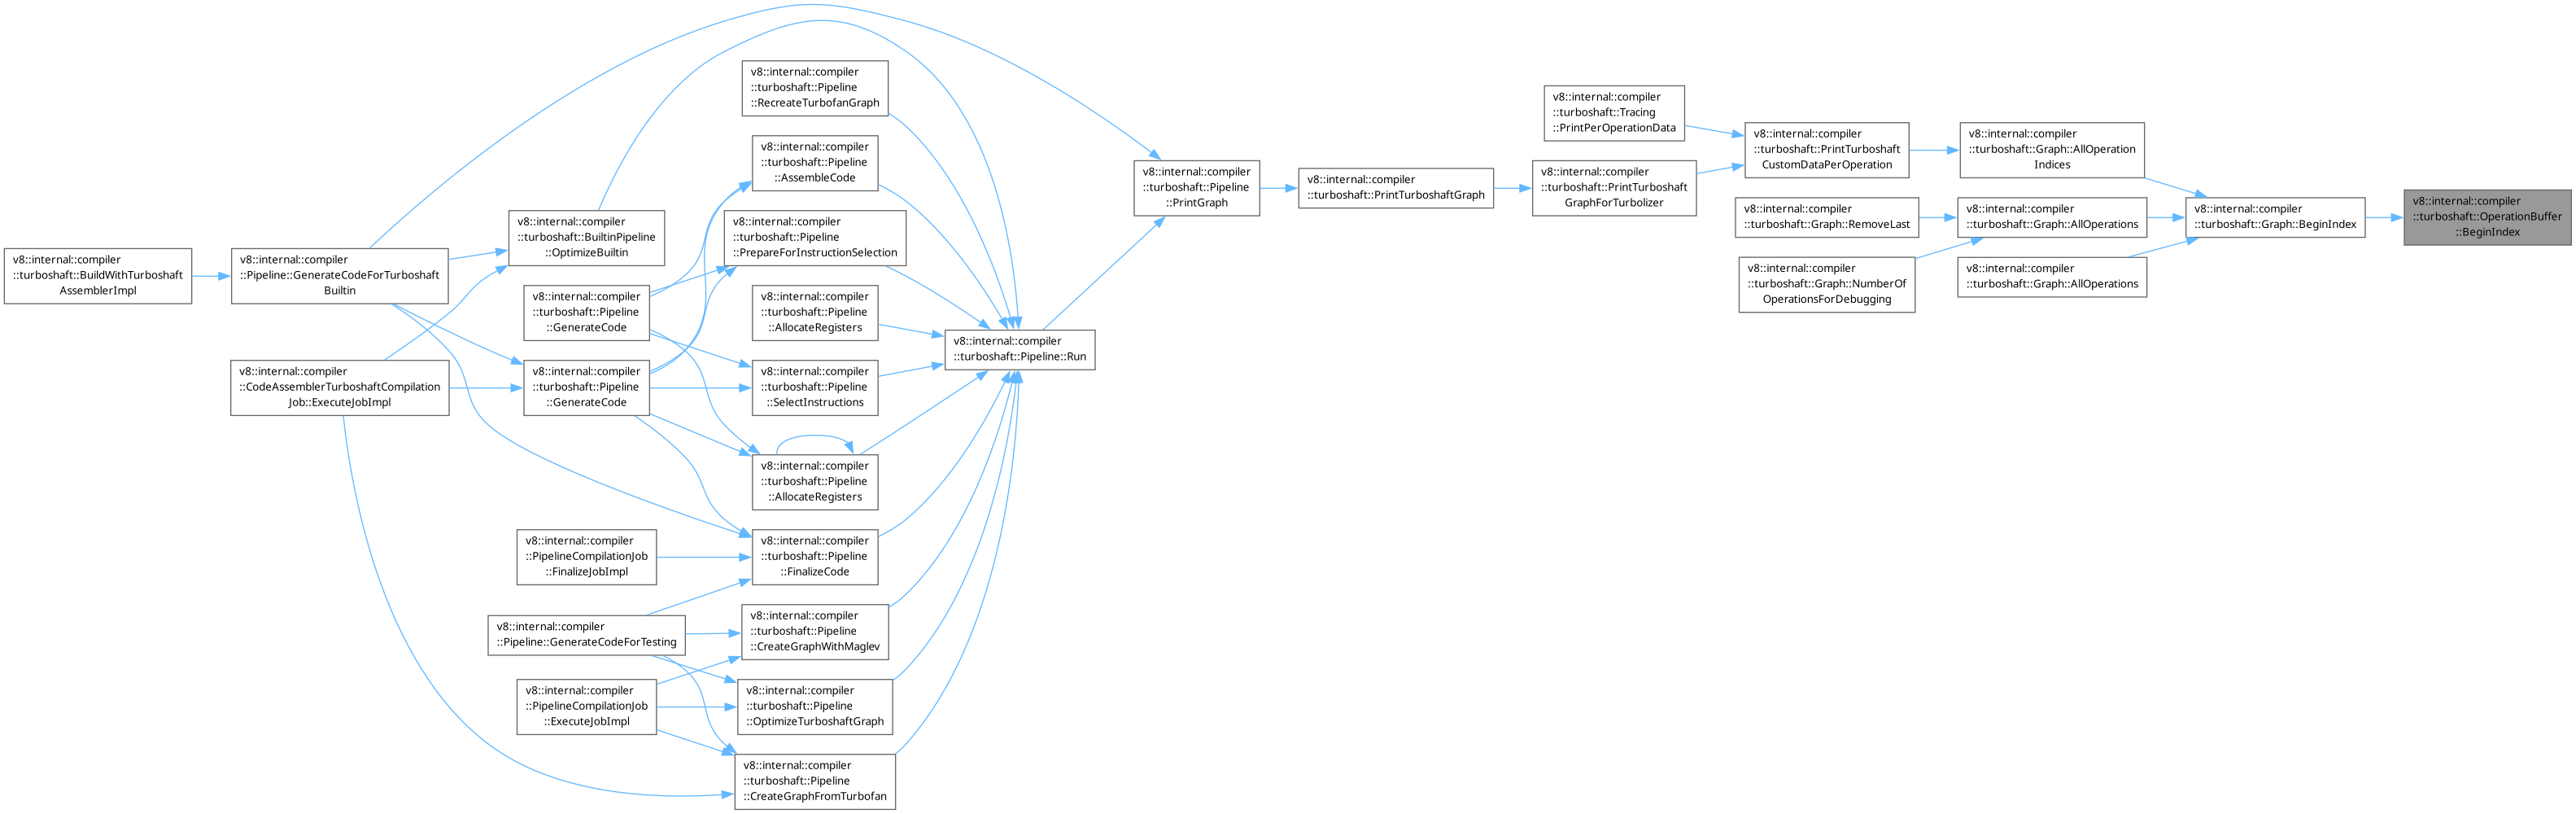 v8::internal::compiler
::turboshaft::BuildWithTurboshaft
AssemblerImpl
v8::internal::compiler
::Pipeline::GenerateCodeForTurboshaft
Builtin
v8::internal::compiler
::CodeAssemblerTurboshaftCompilation
Job::ExecuteJobImpl
v8::internal::compiler
::turboshaft::BuiltinPipeline
::OptimizeBuiltin
v8::internal::compiler
::turboshaft::Pipeline
::GenerateCode
v8::internal::compiler
::turboshaft::Pipeline
::GenerateCode
v8::internal::compiler
::PipelineCompilationJob
::FinalizeJobImpl
v8::internal::compiler
::Pipeline::GenerateCodeForTesting
v8::internal::compiler
::PipelineCompilationJob
::ExecuteJobImpl
v8::internal::compiler
::turboshaft::Pipeline
::RecreateTurbofanGraph
v8::internal::compiler
::turboshaft::Pipeline
::AssembleCode
v8::internal::compiler
::turboshaft::Pipeline
::PrepareForInstructionSelection
v8::internal::compiler
::turboshaft::Pipeline
::AllocateRegisters
v8::internal::compiler
::turboshaft::Pipeline
::SelectInstructions
v8::internal::compiler
::turboshaft::Pipeline
::AllocateRegisters
v8::internal::compiler
::turboshaft::Pipeline
::FinalizeCode
v8::internal::compiler
::turboshaft::Pipeline
::CreateGraphWithMaglev
v8::internal::compiler
::turboshaft::Pipeline
::OptimizeTurboshaftGraph
v8::internal::compiler
::turboshaft::Pipeline
::CreateGraphFromTurbofan
v8::internal::compiler
::turboshaft::Pipeline::Run
v8::internal::compiler
::turboshaft::Pipeline
::PrintGraph
v8::internal::compiler
::turboshaft::PrintTurboshaftGraph
v8::internal::compiler
::turboshaft::Tracing
::PrintPerOperationData
v8::internal::compiler
::turboshaft::PrintTurboshaft
GraphForTurbolizer
v8::internal::compiler
::turboshaft::PrintTurboshaft
CustomDataPerOperation
v8::internal::compiler
::turboshaft::Graph::RemoveLast
v8::internal::compiler
::turboshaft::Graph::NumberOf
OperationsForDebugging
v8::internal::compiler
::turboshaft::Graph::AllOperation
Indices
v8::internal::compiler
::turboshaft::Graph::AllOperations
v8::internal::compiler
::turboshaft::Graph::AllOperations
v8::internal::compiler
::turboshaft::Graph::BeginIndex
v8::internal::compiler
::turboshaft::OperationBuffer
::BeginIndex